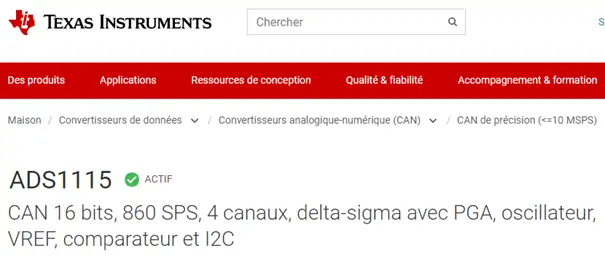 TEXAS INSTRUMENTS
Chercher
S
Des produits Applications Ressources de conception Qualité & fiabilité Accompagnement & formation
Maison / Convertisseurs de données / Convertisseurs analogique-numérique (CAN) / CAN de précision (<=10 MSPS)
ADS1115 ACTIF
CAN 16 bits, 860 SPS, 4 canaux, delta-sigma avec PGA, oscillateur,
VREF, comparateur et I2C